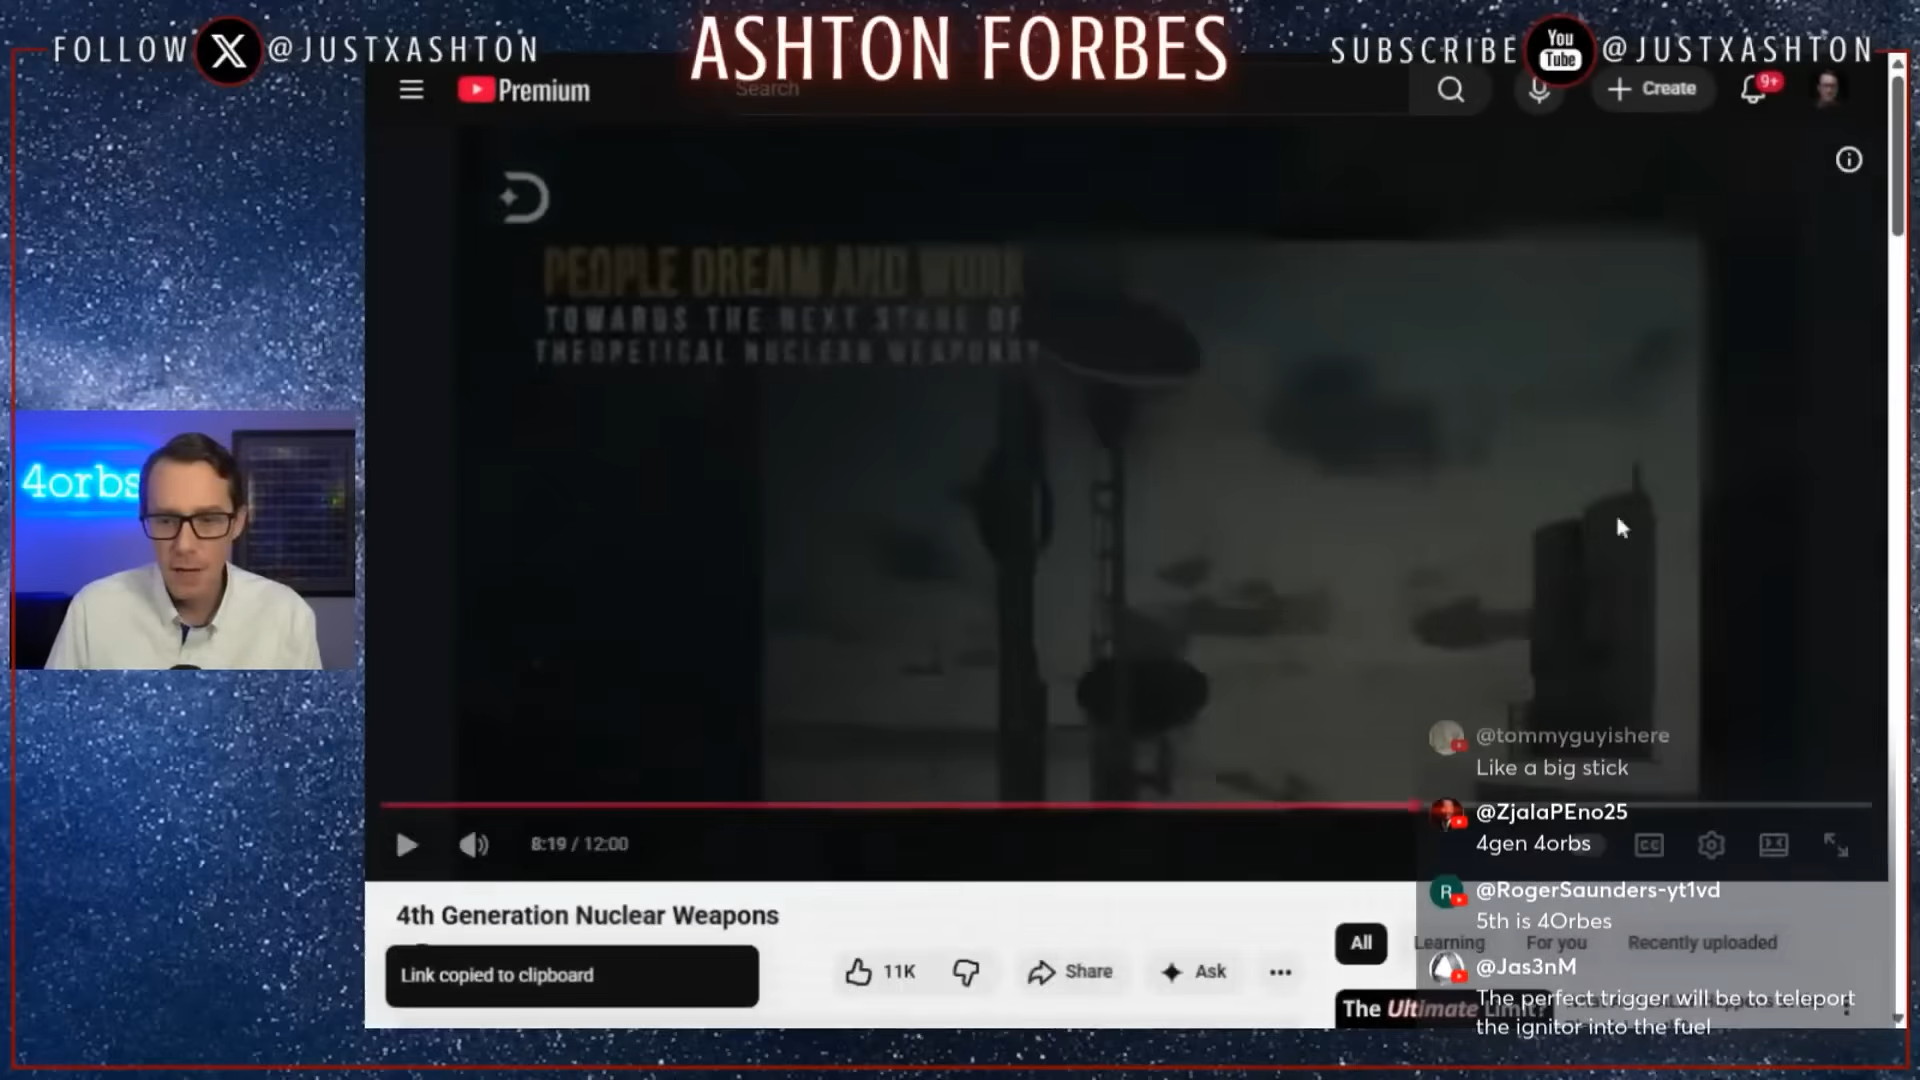 FOLLOW X @JUSTXASHTON
ASHTON FORBES
SUBSCRIBE YouTube @JUSTXASHTON
Premium
Search
Create
9+
PEOPLE DREAM AND WORK
TOWARDS THE NEXT STAGE OF
THEORETICAL NUCLEAR WEAPONRY
4orbs
@tommyguyishere
Like a big stick
@ZjalaPEno25
4gen 4orbs
8:19 / 12:00
CC
R
@RogerSaunders-yt1vd
5th is 4Orbes
4th Generation Nuclear Weapons
All
Learning
For you
Recently uploaded
Link copied to clipboard
11K
Share
Ask
@Jas3nM
The perfect trigger will be to teleport
the ignitor into the fuel
The Ultimate Limit?